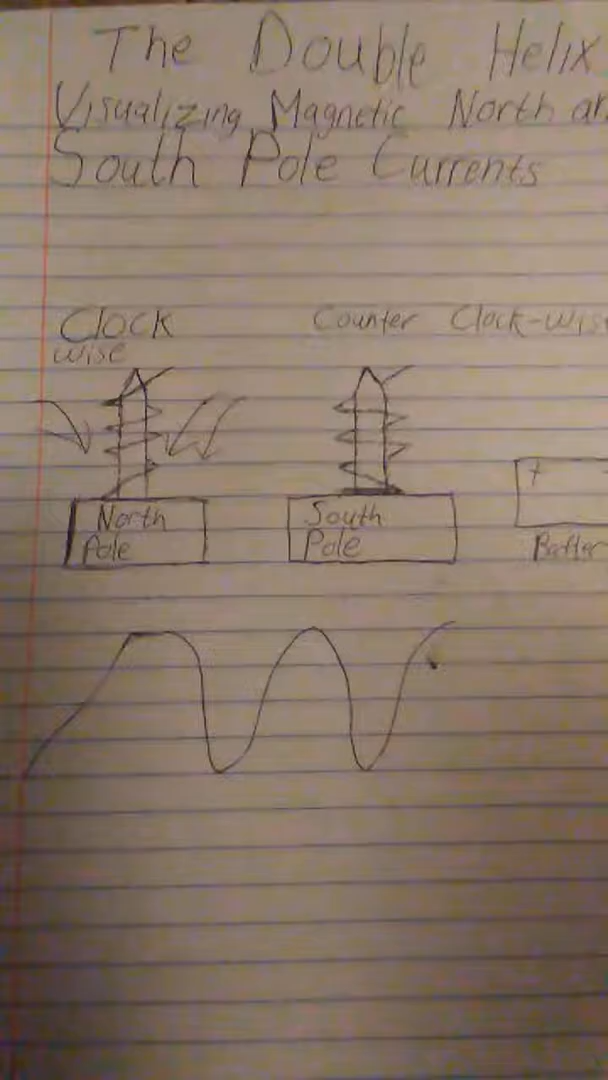 The Double Helix
Visualizing Magnetic North an
South Pole Currents
Clock
wise
Counter Clock-wis
North
Pole
South
Pole
+
Batter